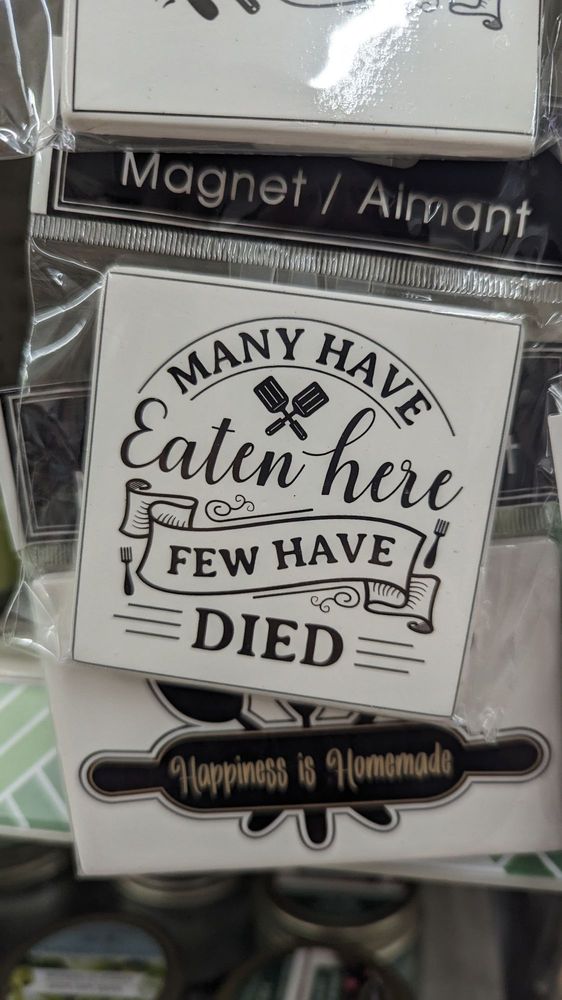 Magnet / Aimant
MANY HAVE
Eaten here
FEW HAVE
DIED
Happiness is Homemade